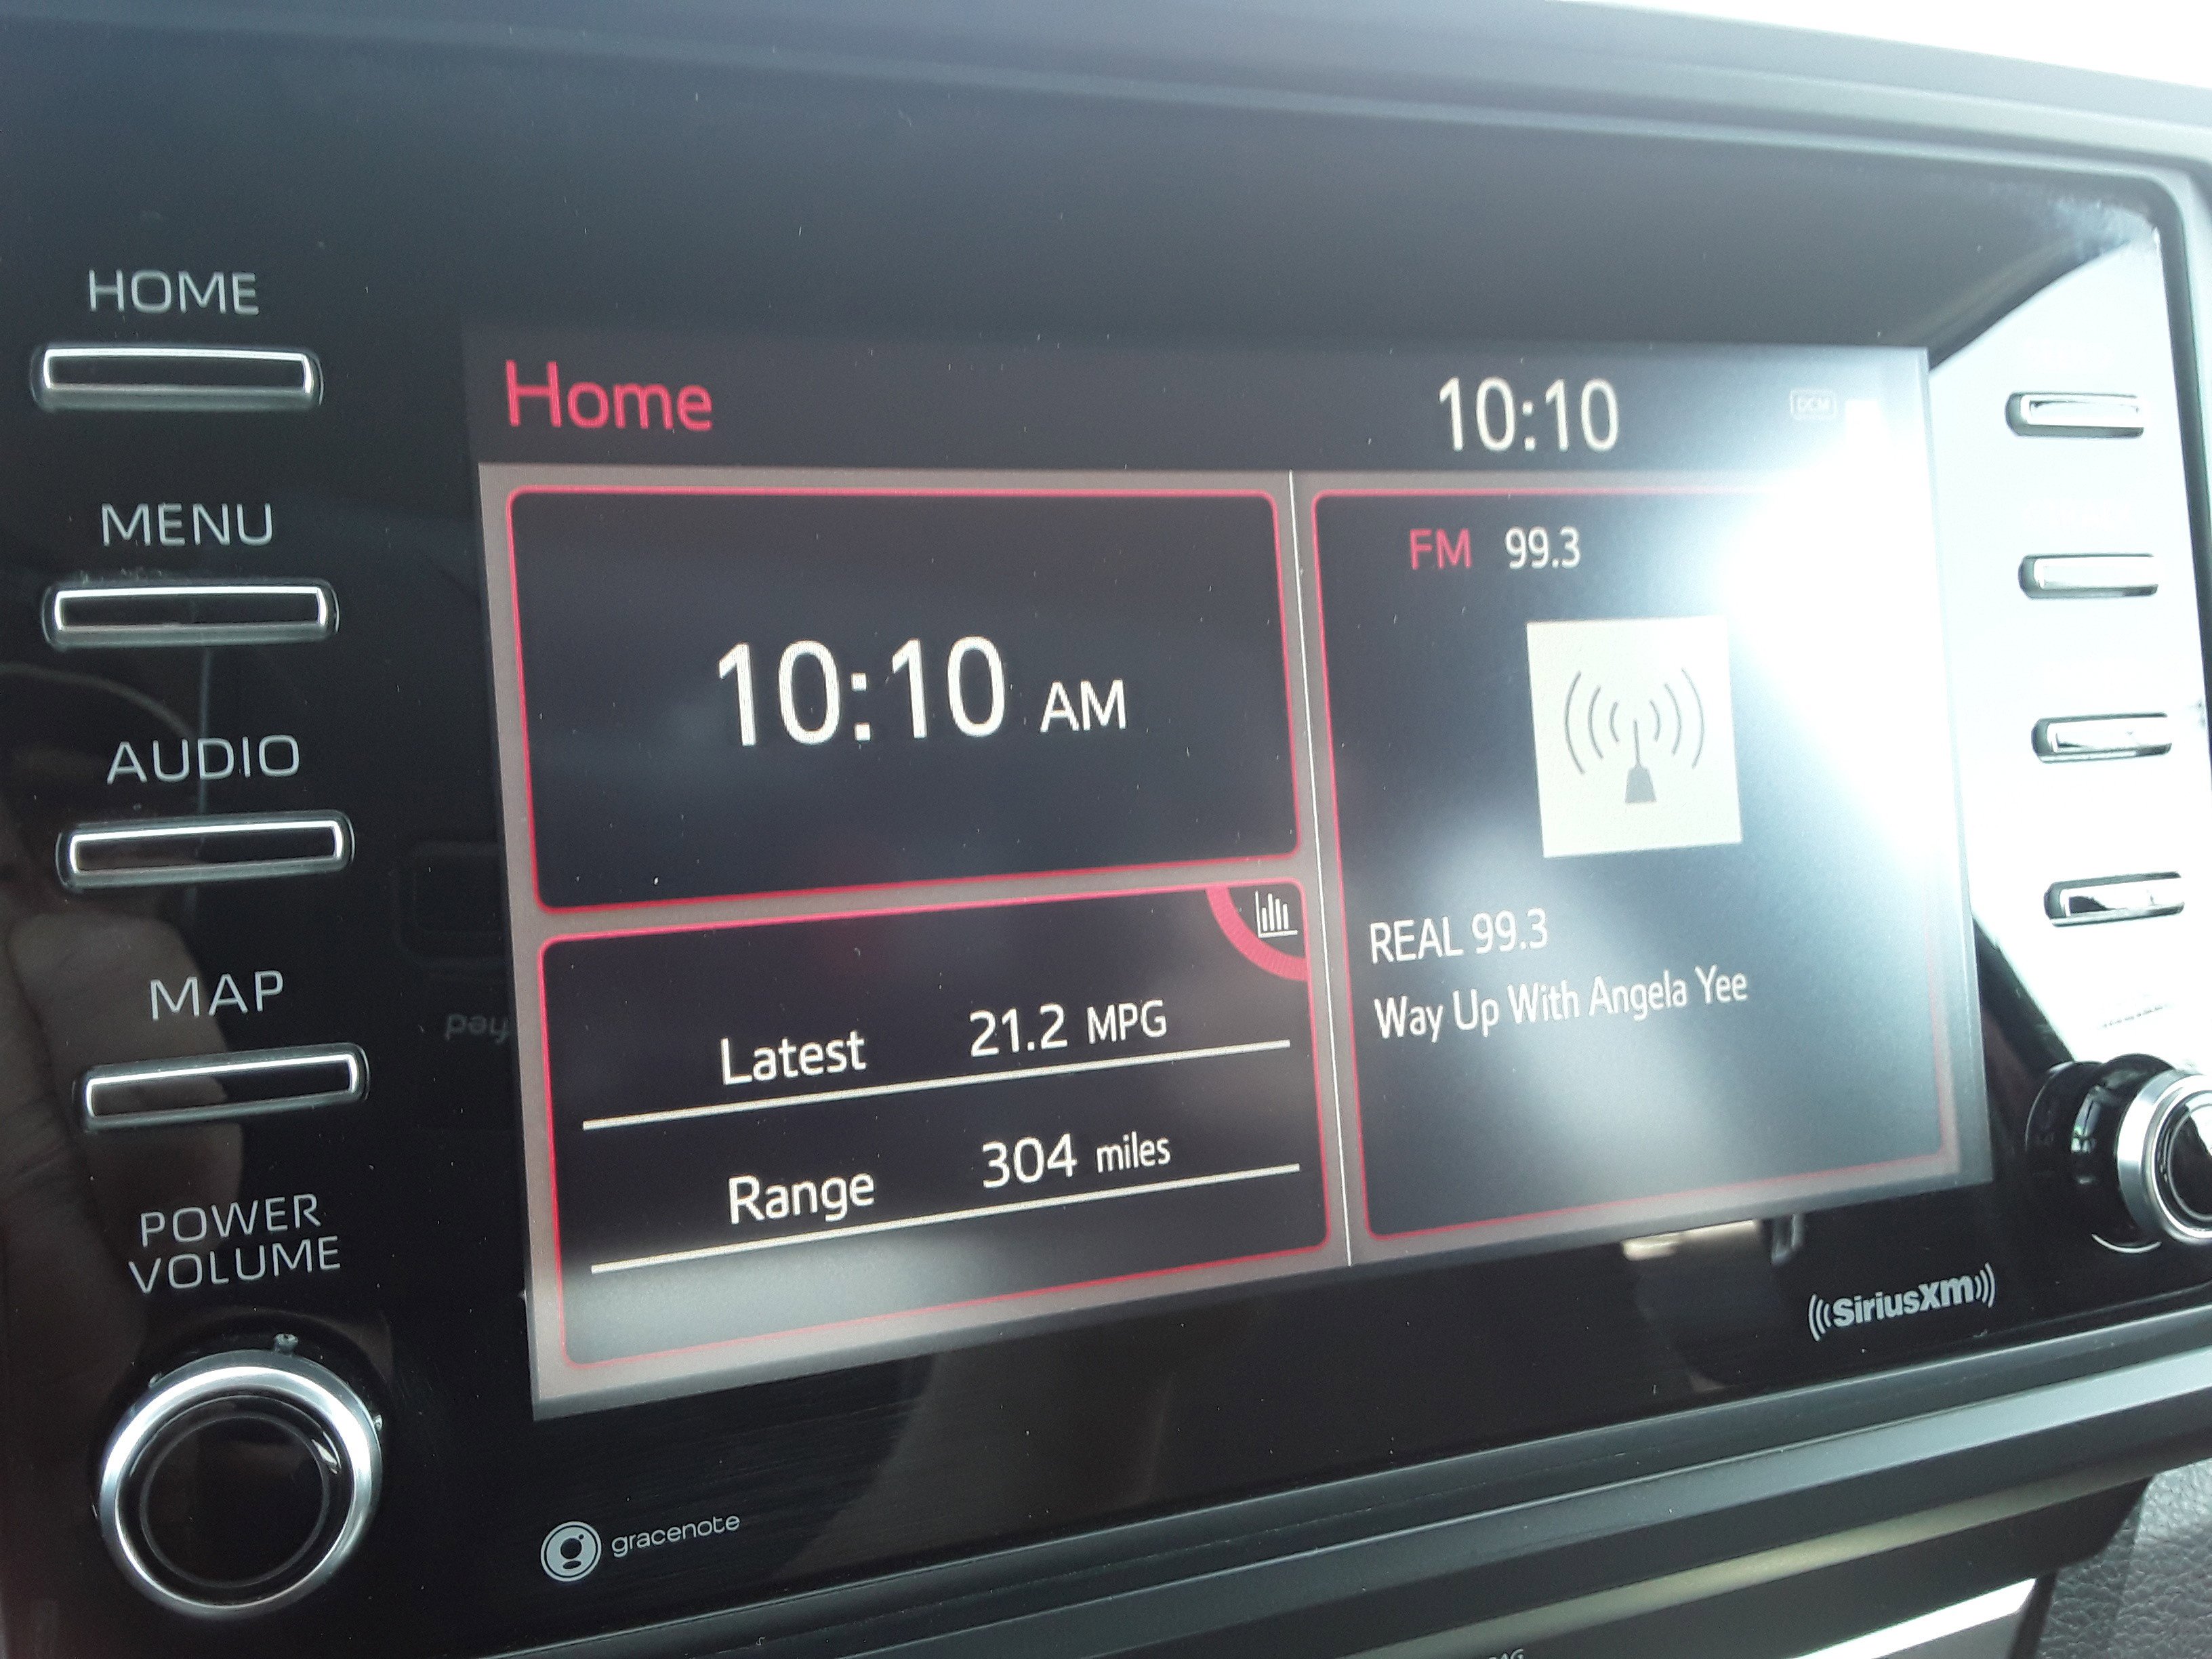 HOME
MENU
AUDIO
MAP
POWER
VOLUME
Home
10:10
DCM
10:10 AM
Latest 21.2 MPG
Range 304 miles
FM 99.3
REAL 99.3
Way Up With Angela Yee
SiriusXm
gracenote